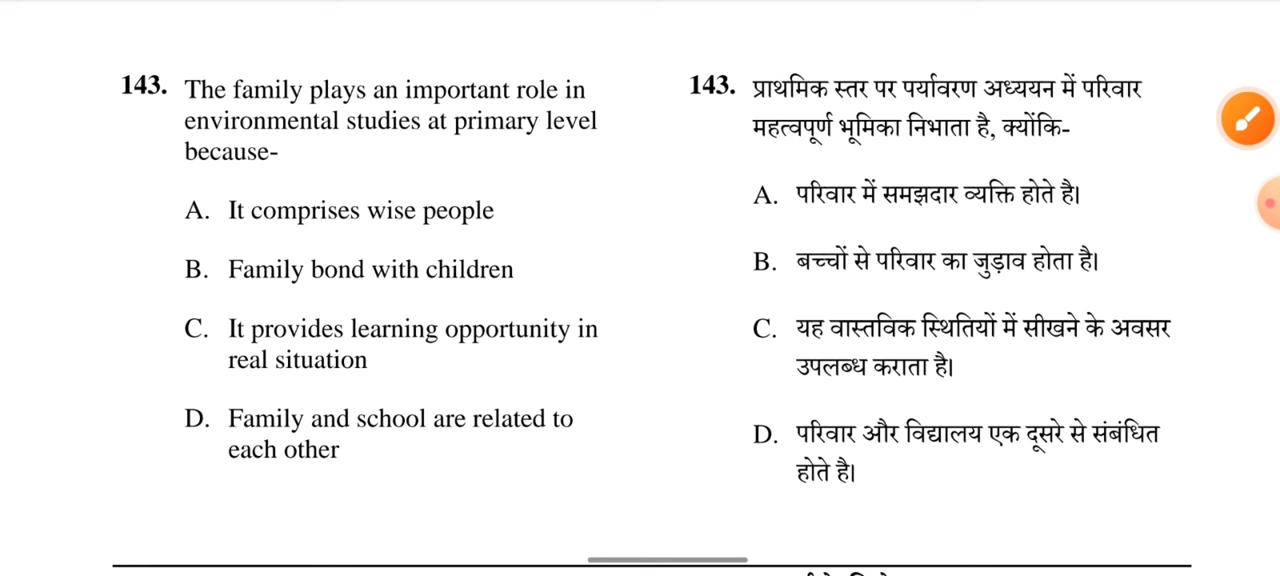 143. The family plays an important role in
environmental studies at primary level
because-
A. It comprises wise people
B. Family bond with children
C. It provides learning opportunity in
real situation
D. Family and school are related to
each other
143. प्राथमिक स्तर पर पर्यावरण अध्ययन में परिवार
महत्वपूर्ण भूमिका निभाता है, क्योंकि-
A. परिवार में समझदार व्यक्ति होते है।
B. बच्चों से परिवार का जुड़ाव होता है।
C. यह वास्तविक स्थितियों में सीखने के अवसर
उपलब्ध कराता है।
D. परिवार और विद्यालय एक दूसरे से संबंधित
होते है।